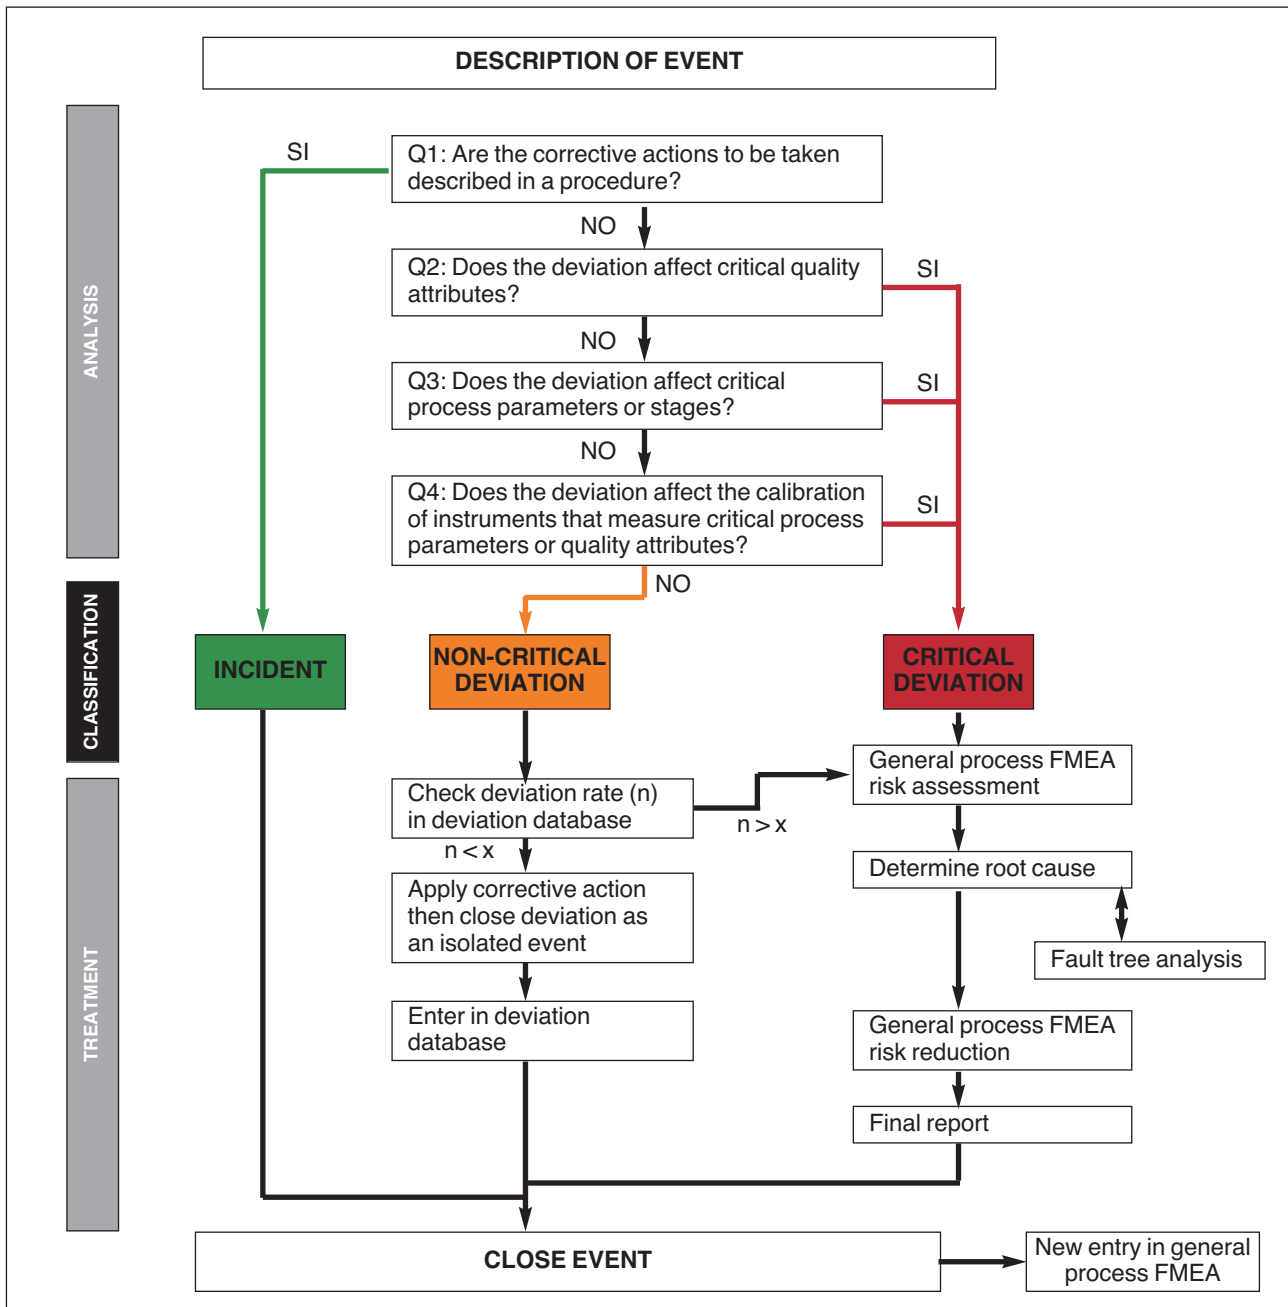 DESCRIPTION OF EVENT
ANALYSIS
SI
Q1: Are the corrective actions to be taken
described in a procedure?
NO
Q2: Does the deviation affect critical quality
attributes?
SI
NO
Q3: Does the deviation affect critical
process parameters or stages?
SI
NO
Q4: Does the deviation affect the calibration
of instruments that measure critical process
parameters or quality attributes?
SI
NO
CLASSIFICATION
INCIDENT
NON-CRITICAL
DEVIATION
CRITICAL
DEVIATION
TREATMENT
Check deviation rate (n)
in deviation database
n > x
n < x
General process FMEA
risk assessment
Apply corrective action
then close deviation as
an isolated event
Determine root cause
Fault tree analysis
Enter in deviation
database
General process FMEA
risk reduction
Final report
CLOSE EVENT
New entry in general
process FMEA